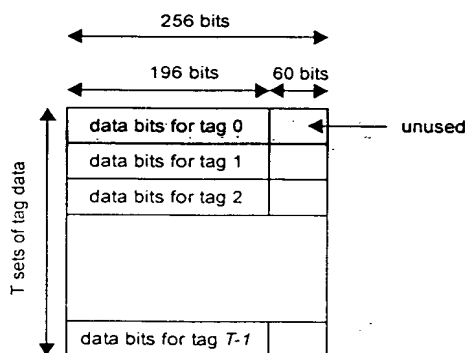 256 bits
196 bits 60 bits
data bits for tag 0
unused
data bits for tag 1
data bits for tag 2
T sets of tag data
data bits for tag T-1